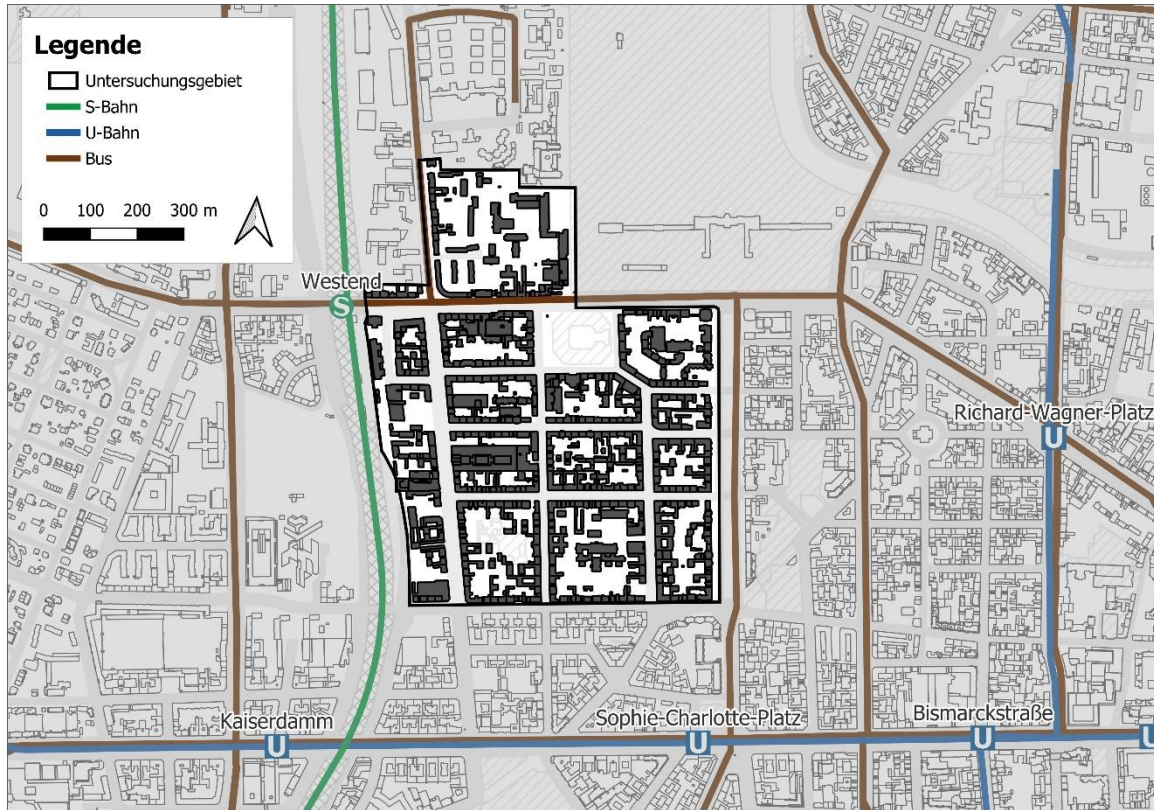 Legende
Untersuchungsgebiet
S-Bahn
U-Bahn
Bus
0 100 200 300 m
Westend
S
Richard-Wagner-Platz
U
Kaiserdamm
U
Sophie-Charlotte-Platz
U
Bismarckstraße
U
U